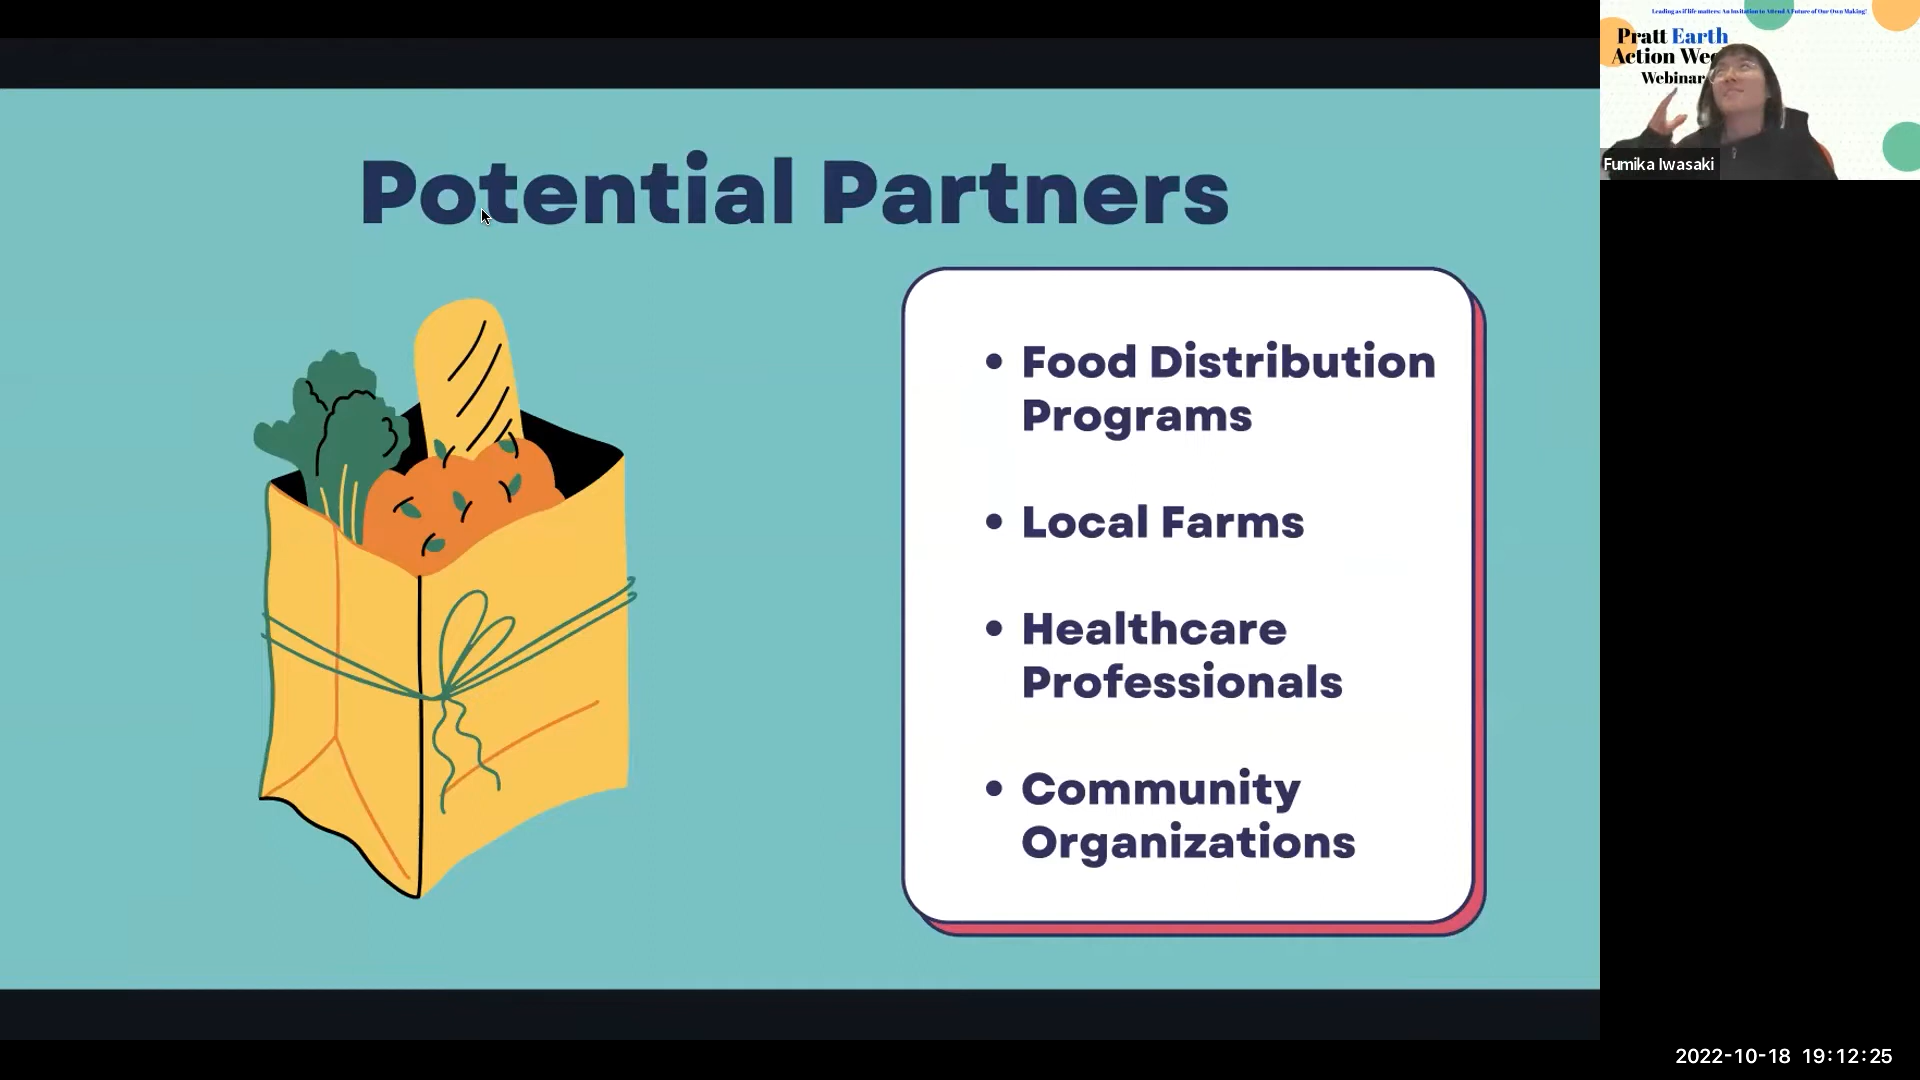 Leading as if life matters: An Invitation to Attend A Future of Our Own Making!
Pratt Earth
Action
Webinar
Fumika Iwasaki
Potential Partners
• Food Distribution
Programs
• Local Farms
• Healthcare
Professionals
• Community
Organizations
2022-10-18 19:12:25